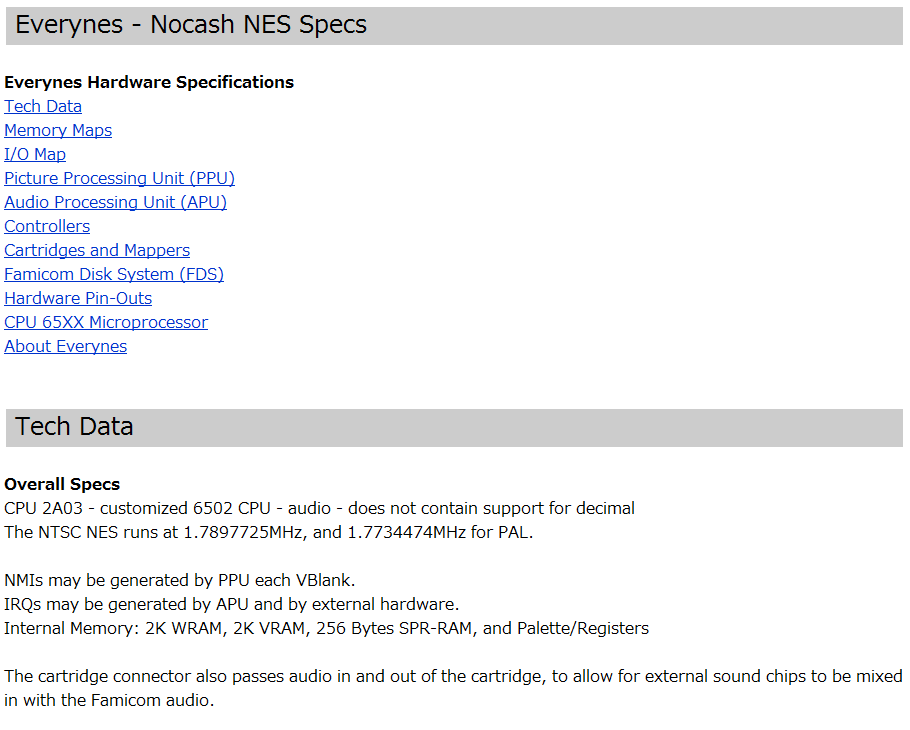 Everynes - Nocash NES Specs
Everynes Hardware Specifications
Tech Data
Memory Maps
I/O Map
Picture Processing Unit (PPU)
Audio Processing Unit (APU)
Controllers
Cartridges and Mappers
Famicom Disk System (FDS)
Hardware Pin-Outs
CPU 65XX Microprocessor
About Everynes
Tech Data
Overall Specs
CPU 2A03 - customized 6502 CPU - audio - does not contain support for decimal
The NTSC NES runs at 1.7897725MHz, and 1.7734474MHz for PAL.
NMIs may be generated by PPU each VBlank.
IRQs may be generated by APU and by external hardware.
Internal Memory: 2K WRAM, 2K VRAM, 256 Bytes SPR-RAM, and Palette/Registers
The cartridge connector also passes audio in and out of the cartridge, to allow for external sound chips to be mixed
in with the Famicom audio.